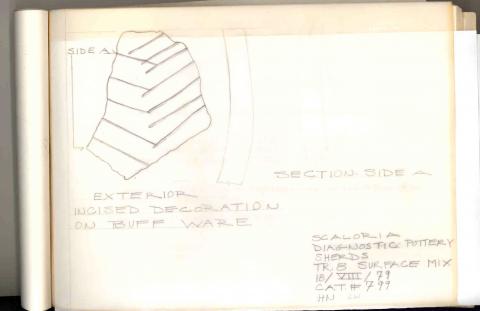 SIDE A
SECTION-SIDE A
EXTERIOR
INCISED DECORATION
ON BUFF WARE
SCALORIA
DIAGNOSTIC POTTERY
SHERDS
TR. B SURFACE MIX
18/VIII/79
CAT. # 799
HN